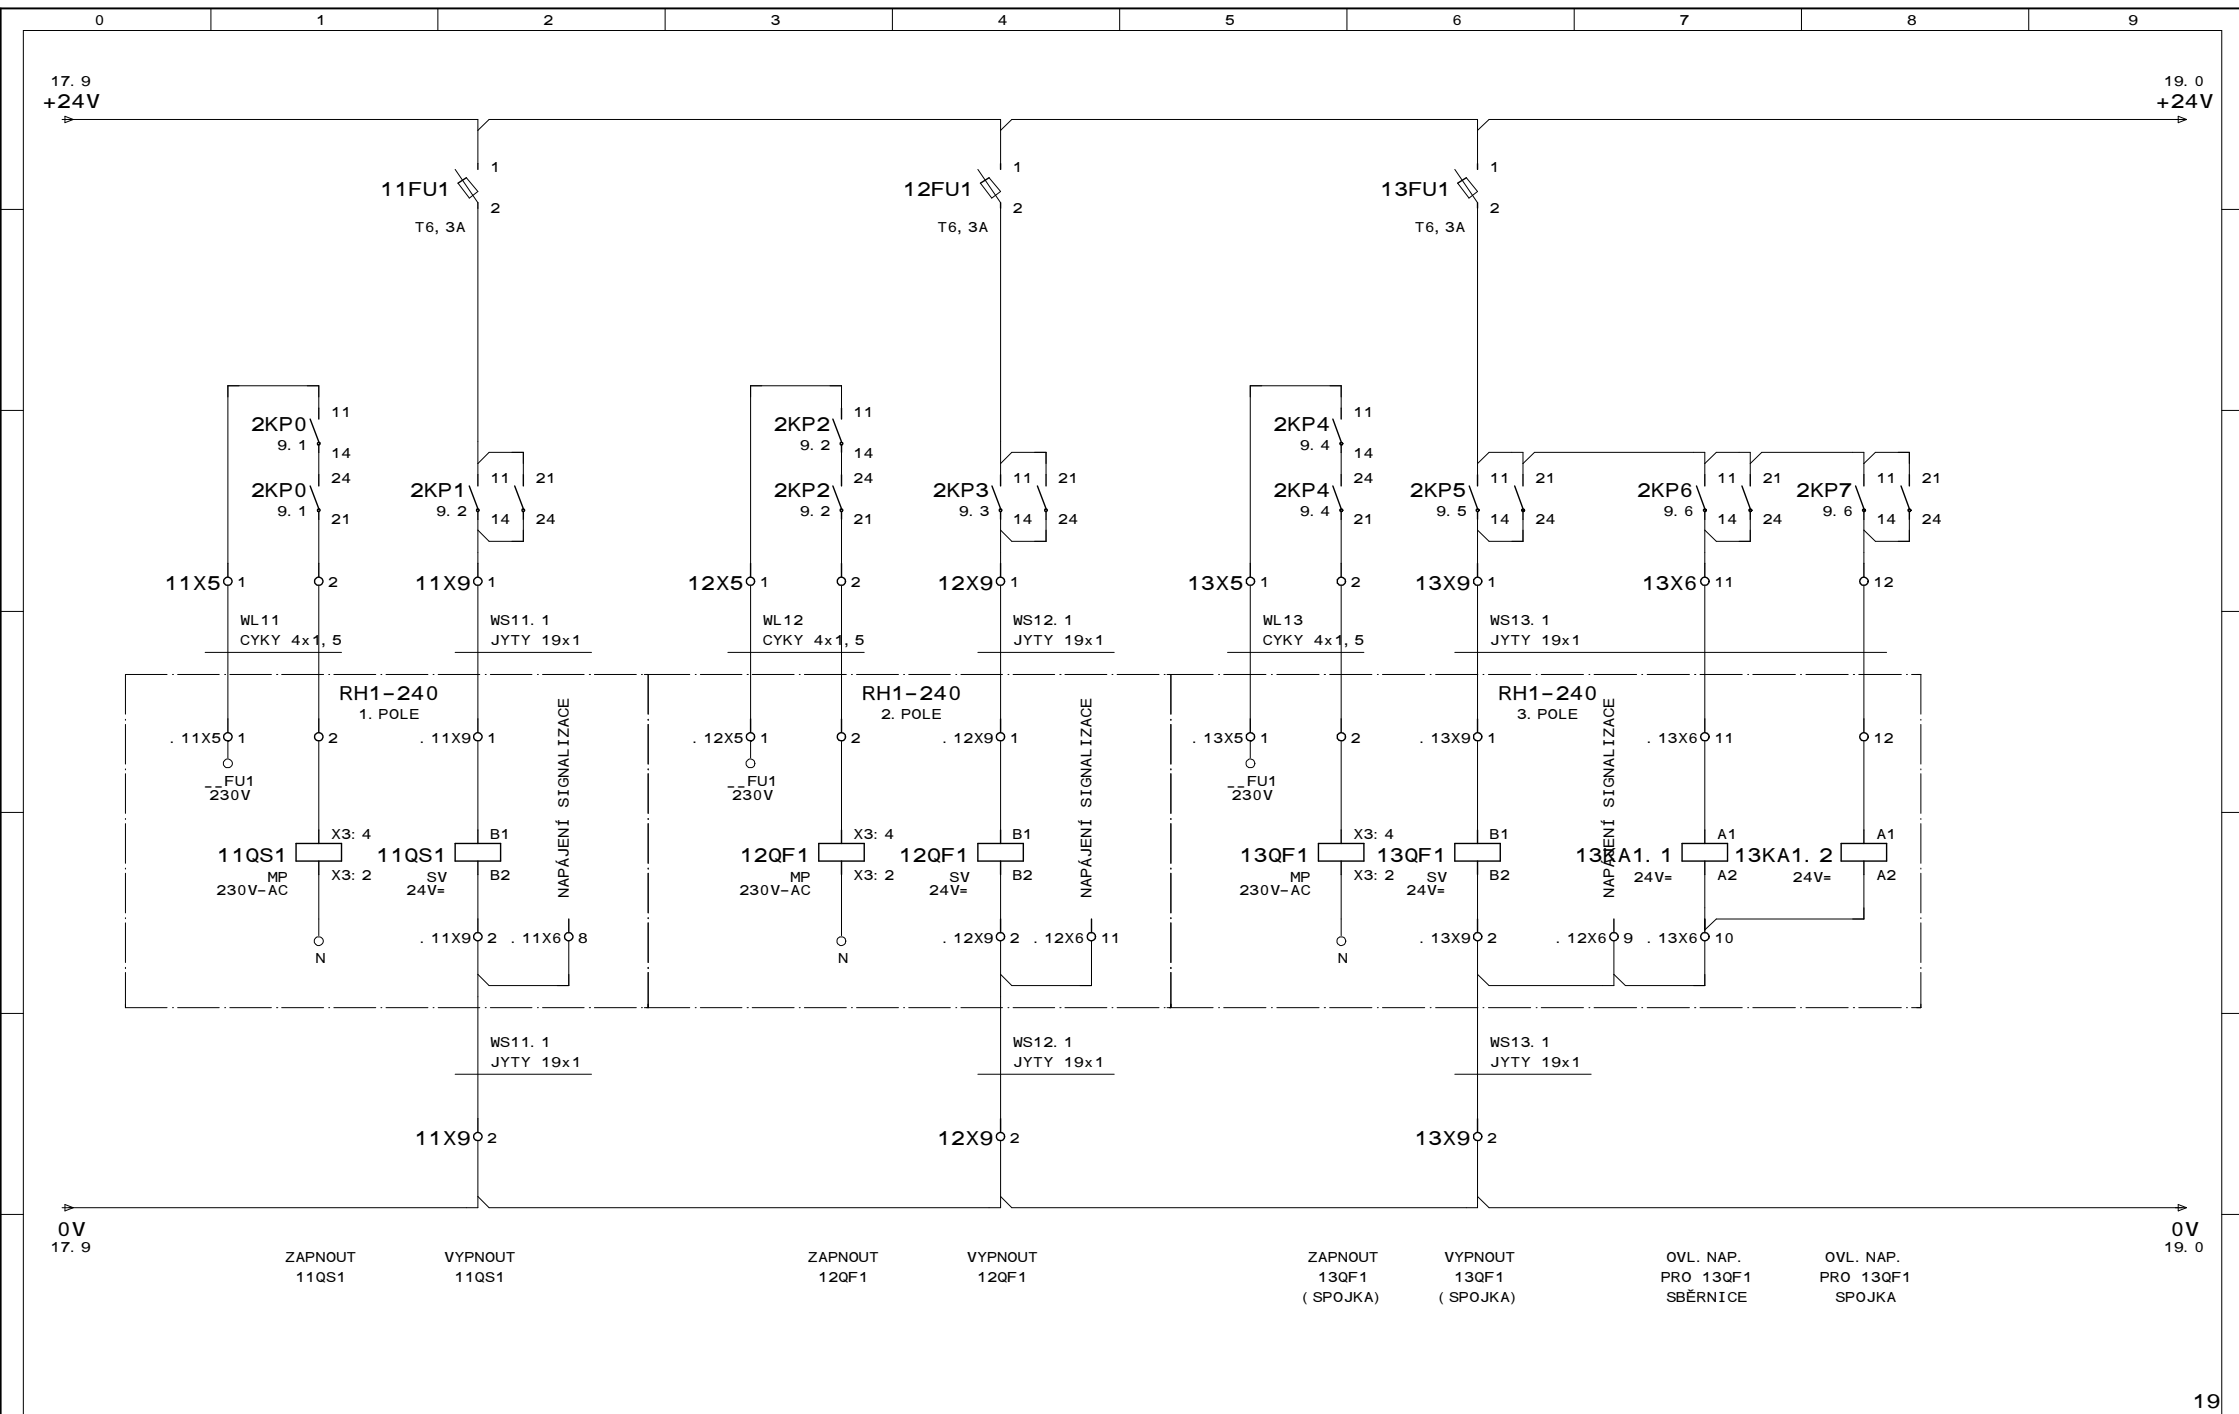 0 1 2 3 4 5 6 7 8 9
17. 9 19. 0
+24V +24V
1 1 1
11FU1 12FU1 13FU1
2 2 2
T6, 3A T6, 3A T6, 3A
11 11 11
2KP0 2KP2 2KP4
9. 1 9. 2 9. 4
14 14 14
24 11 21 24 11 21 24 11 21 11 21 11 21
2KP0 2KP1 2KP2 2KP3 2KP4 2KP5 2KP6 2KP7
9. 1 9. 2 9. 2 9. 3 9. 4 9. 5 9. 6 9. 6
21 14 24 21 14 24 21 14 24 14 24 14 24
11X5 1 2 11X9 1 12X5 1 2 12X9 1 13X5 1 2 13X9 1 13X6 11 12
WL11 WS11. 1 WL12 WS12. 1 WL13 WS13. 1
CYKY 4x1, 5 JYTY 19x1 CYKY 4x1, 5 JYTY 19x1 CYKY 4x1, 5 JYTY 19x1
RH1-240 RH1-240 RH1-240
1. POLE 2. POLE 3. POLE
NAPÁJENÍ SIGNALIZACE NAPÁJENÍ SIGNALIZACE NAPÁJENÍ SIGNALIZACE
. 11X5 1 2 . 11X9 1 . 12X5 1 2 . 12X9 1 . 13X5 1 2 . 13X9 1 . 13X6 11 12
__FU1 __FU1 __FU1
230V 230V 230V
X3: 4 B1 X3: 4 B1 X3: 4 B1 A1 A1
11QS1 11QS1 12QF1 12QF1 13QF1 13QF1 13KA1. 1 13KA1. 2
X3: 2 B2 X3: 2 B2 X3: 2 B2 A2 A2
MP SV MP SV MP SV
230V-AC 24V= 230V-AC 24V= 230V-AC 24V= 24V= 24V=
. 11X9 2 . 11X6 8 . 12X9 2 . 12X6 11 . 13X9 2 . 12X6 9 . 13X6 10
N N N
WS11. 1 WS12. 1 WS13. 1
JYTY 19x1 JYTY 19x1 JYTY 19x1
11X9 2 12X9 2 13X9 2
0V 0V
17. 9 19. 0
ZAPNOUT VYPNOUT ZAPNOUT VYPNOUT ZAPNOUT VYPNOUT OVL. NAP. OVL. NAP.
11QS1 11QS1 12QF1 12QF1 13QF1 13QF1 PRO 13QF1 PRO 13QF1
( SPOJKA) ( SPOJKA) SBĚRNICE SPOJKA
19